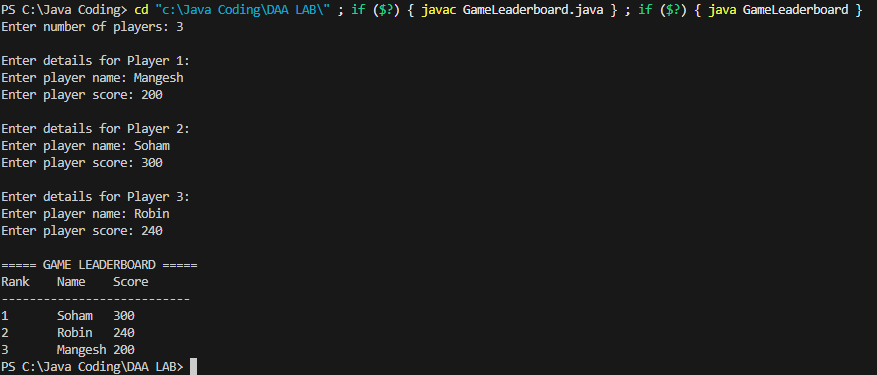 PS C:\Java Coding> cd "c:\Java Coding\DAA LAB\" ; if ($?) { javac GameLeaderboard.java } ; if ($?) { java GameLeaderboard }
Enter number of players: 3
Enter details for Player 1:
Enter player name: Mangesh
Enter player score: 200
Enter details for Player 2:
Enter player name: Soham
Enter player score: 300
Enter details for Player 3:
Enter player name: Robin
Enter player score: 240
===== GAME LEADERBOARD =====
Rank    Name    Score
---------------------------
1       Soham   300
2       Robin   240
3       Mangesh 200
PS C:\Java Coding\DAA LAB>